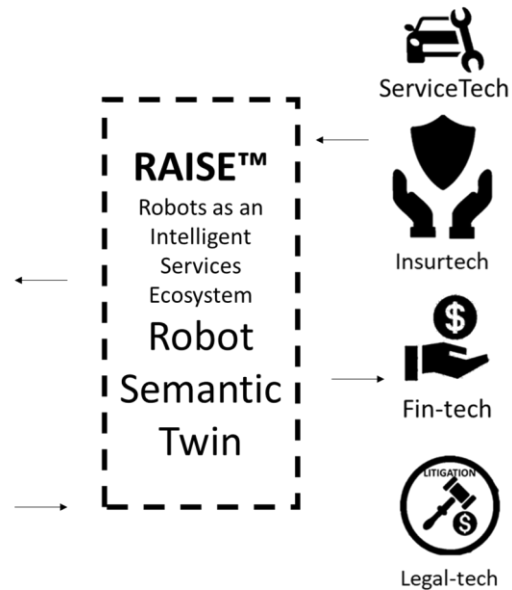 ServiceTech
RAISE™
Robots as an
Intelligent
Services
Ecosystem
Robot
Semantic
Twin
Insurtech
$
Fin-tech
LITIGATION
$
Legal-tech